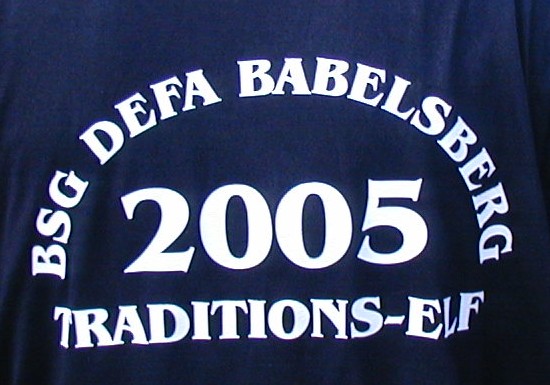 BSG DEFA BABELSBERG
2005
TRADITIONS-ELF